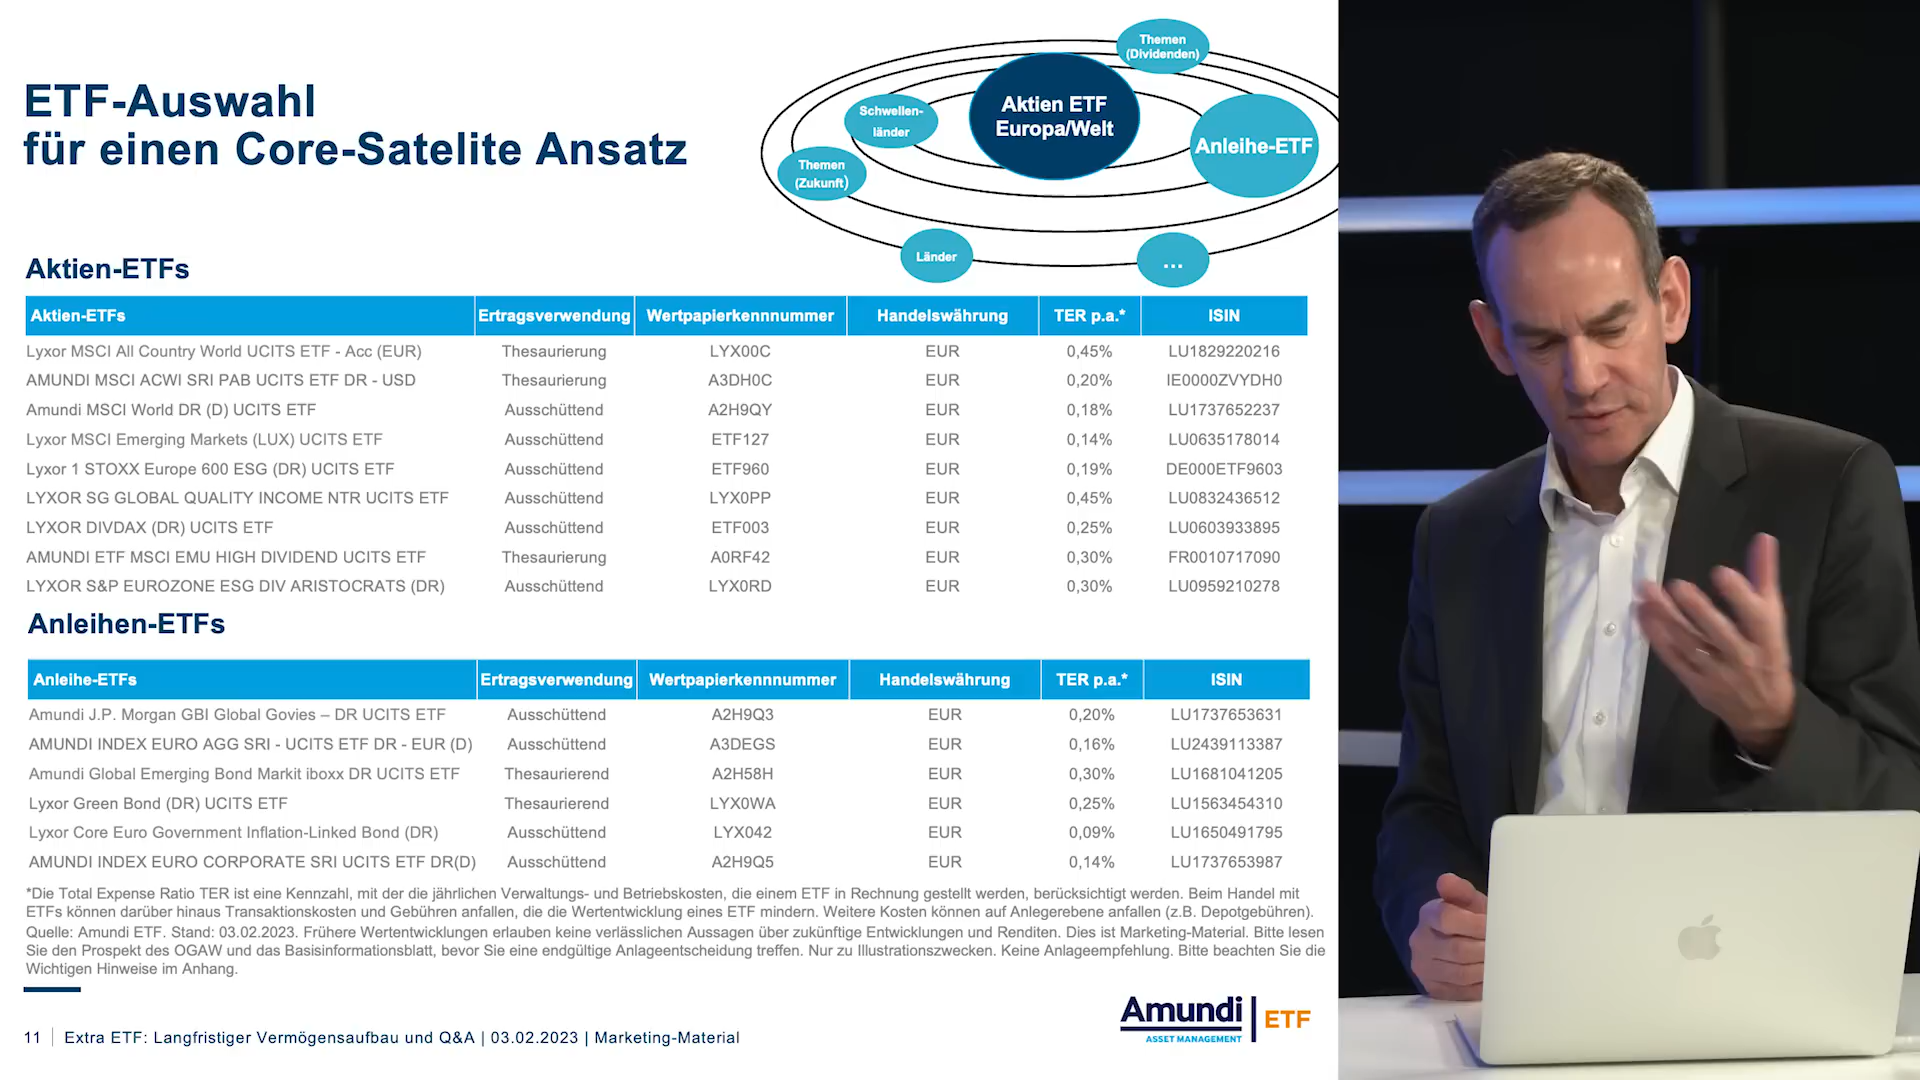 ETF-Auswahl
für einen Core-Satelite Ansatz
Themen
(Dividenden)
Aktien ETF
Europa/Welt
Schwellen-
länder
Anleihe-ETF
Themen
(Zukunft)
Länder
...
Aktien-ETFs
Aktien-ETFs Ertragsverwendung Wertpapierkennnummer Handelswährung TER p.a.* ISIN
Lyxor MSCI All Country World UCITS ETF - Acc (EUR) Thesaurierung LYX00C EUR 0,45% LU1829220216
AMUNDI MSCI ACWI SRI PAB UCITS ETF DR - USD Thesaurierung A3DH0C EUR 0,20% IE0000ZVYDH0
Amundi MSCI World DR (D) UCITS ETF Ausschüttend A2H9QY EUR 0,18% LU1737652237
Lyxor MSCI Emerging Markets (LUX) UCITS ETF Ausschüttend ETF127 EUR 0,14% LU0635178014
Lyxor 1 STOXX Europe 600 ESG (DR) UCITS ETF Ausschüttend ETF960 EUR 0,19% DE000ETF9603
LYXOR SG GLOBAL QUALITY INCOME NTR UCITS ETF Ausschüttend LYX0PP EUR 0,45% LU0832436512
LYXOR DIVDAX (DR) UCITS ETF Ausschüttend ETF003 EUR 0,25% LU0603933895
AMUNDI ETF MSCI EMU HIGH DIVIDEND UCITS ETF Thesaurierung A0RF42 EUR 0,30% FR0010717090
LYXOR S&P EUROZONE ESG DIV ARISTOCRATS (DR) Ausschüttend LYX0RD EUR 0,30% LU0959210278
Anleihen-ETFs
Anleihe-ETFs Ertragsverwendung Wertpapierkennnummer Handelswährung TER p.a.* ISIN
Amundi J.P. Morgan GBI Global Govies – DR UCITS ETF Ausschüttend A2H9Q3 EUR 0,20% LU1737653631
AMUNDI INDEX EURO AGG SRI - UCITS ETF DR - EUR (D) Ausschüttend A3DEGS EUR 0,16% LU2439113387
Amundi Global Emerging Bond Markit iboxx DR UCITS ETF Thesaurierend A2H58H EUR 0,30% LU1681041205
Lyxor Green Bond (DR) UCITS ETF Thesaurierend LYX0WA EUR 0,25% LU1563454310
Lyxor Core Euro Government Inflation-Linked Bond (DR) Ausschüttend LYX042 EUR 0,09% LU1650491795
AMUNDI INDEX EURO CORPORATE SRI UCITS ETF DR(D) Ausschüttend A2H9Q5 EUR 0,14% LU1737653987
*Die Total Expense Ratio TER ist eine Kennzahl, mit der die jährlichen Verwaltungs- und Betriebskosten, die einem ETF in Rechnung gestellt werden, berücksichtigt werden. Beim Handel mit
ETFs können darüber hinaus Transaktionskosten und Gebühren anfallen, die die Wertentwicklung eines ETF mindern. Weitere Kosten können auf Anlegerebene anfallen (z.B. Depotgebühren).
Quelle: Amundi ETF. Stand: 03.02.2023. Frühere Wertentwicklungen erlauben keine verlässlichen Aussagen über zukünftige Entwicklungen und Renditen. Dies ist Marketing-Material. Bitte lesen
Sie den Prospekt des OGAW und das Basisinformationsblatt, bevor Sie eine endgültige Anlageentscheidung treffen. Nur zu Illustrationszwecken. Keine Anlageempfehlung. Bitte beachten Sie die
Wichtigen Hinweise im Anhang.
11 | Extra ETF: Langfristiger Vermögensaufbau und Q&A | 03.02.2023 | Marketing-Material
Amundi | ETF
ASSET MANAGEMENT